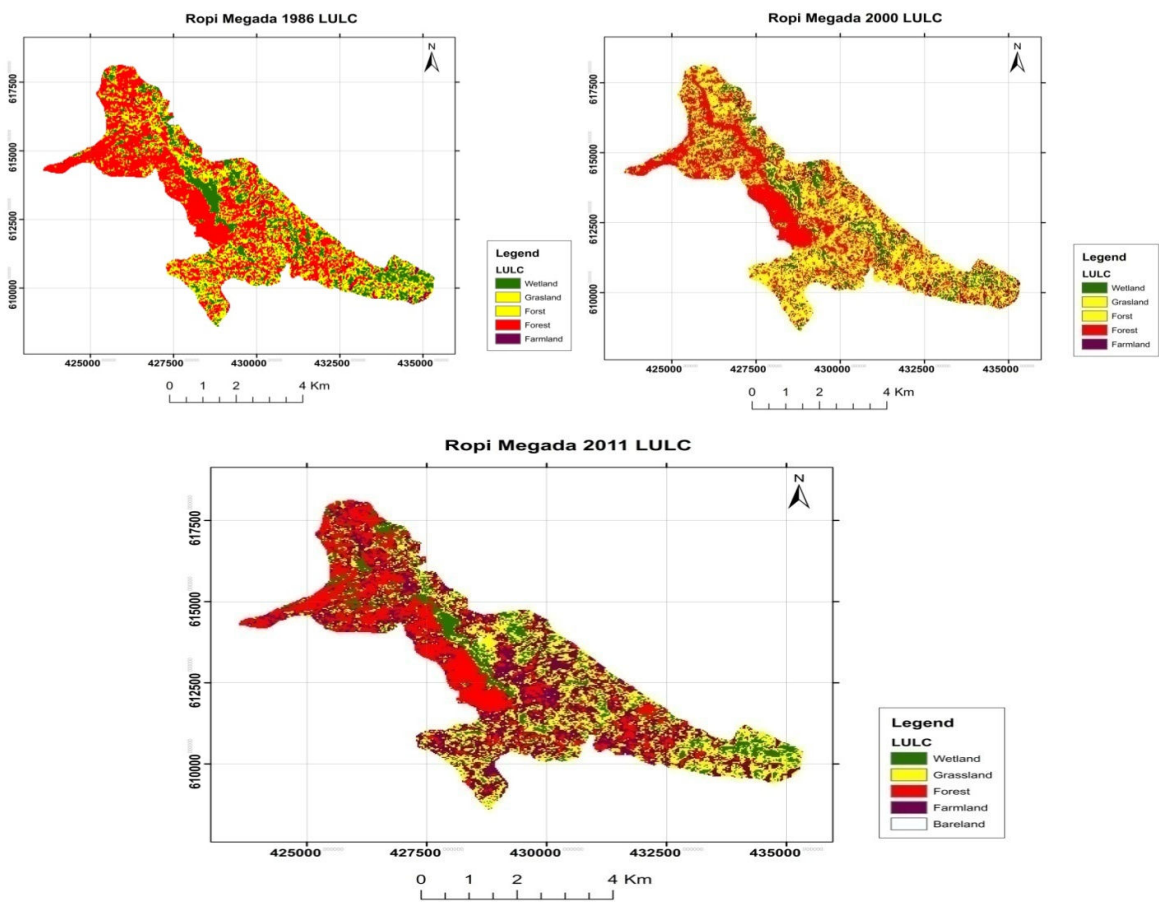 Ropi Megada 1986 LULC
N
617500
615000
612500
610000
425000
427500
430000
432500
435000
0 1 2 4 Km
Legend
LULC
Wetland
Grasland
Forst
Forest
Farmland
Ropi Megada 2000 LULC
N
617500
615000
612500
610000
425000
427500
430000
432500
435000
0 1 2 4 Km
Legend
LULC
Wetland
Grasland
Forst
Forest
Farmland
Ropi Megada 2011 LULC
N
617500
615000
612500
610000
425000
427500
430000
432500
435000
0 1 2 4 Km
Legend
LULC
Wetland
Grassland
Forest
Farmland
Bareland